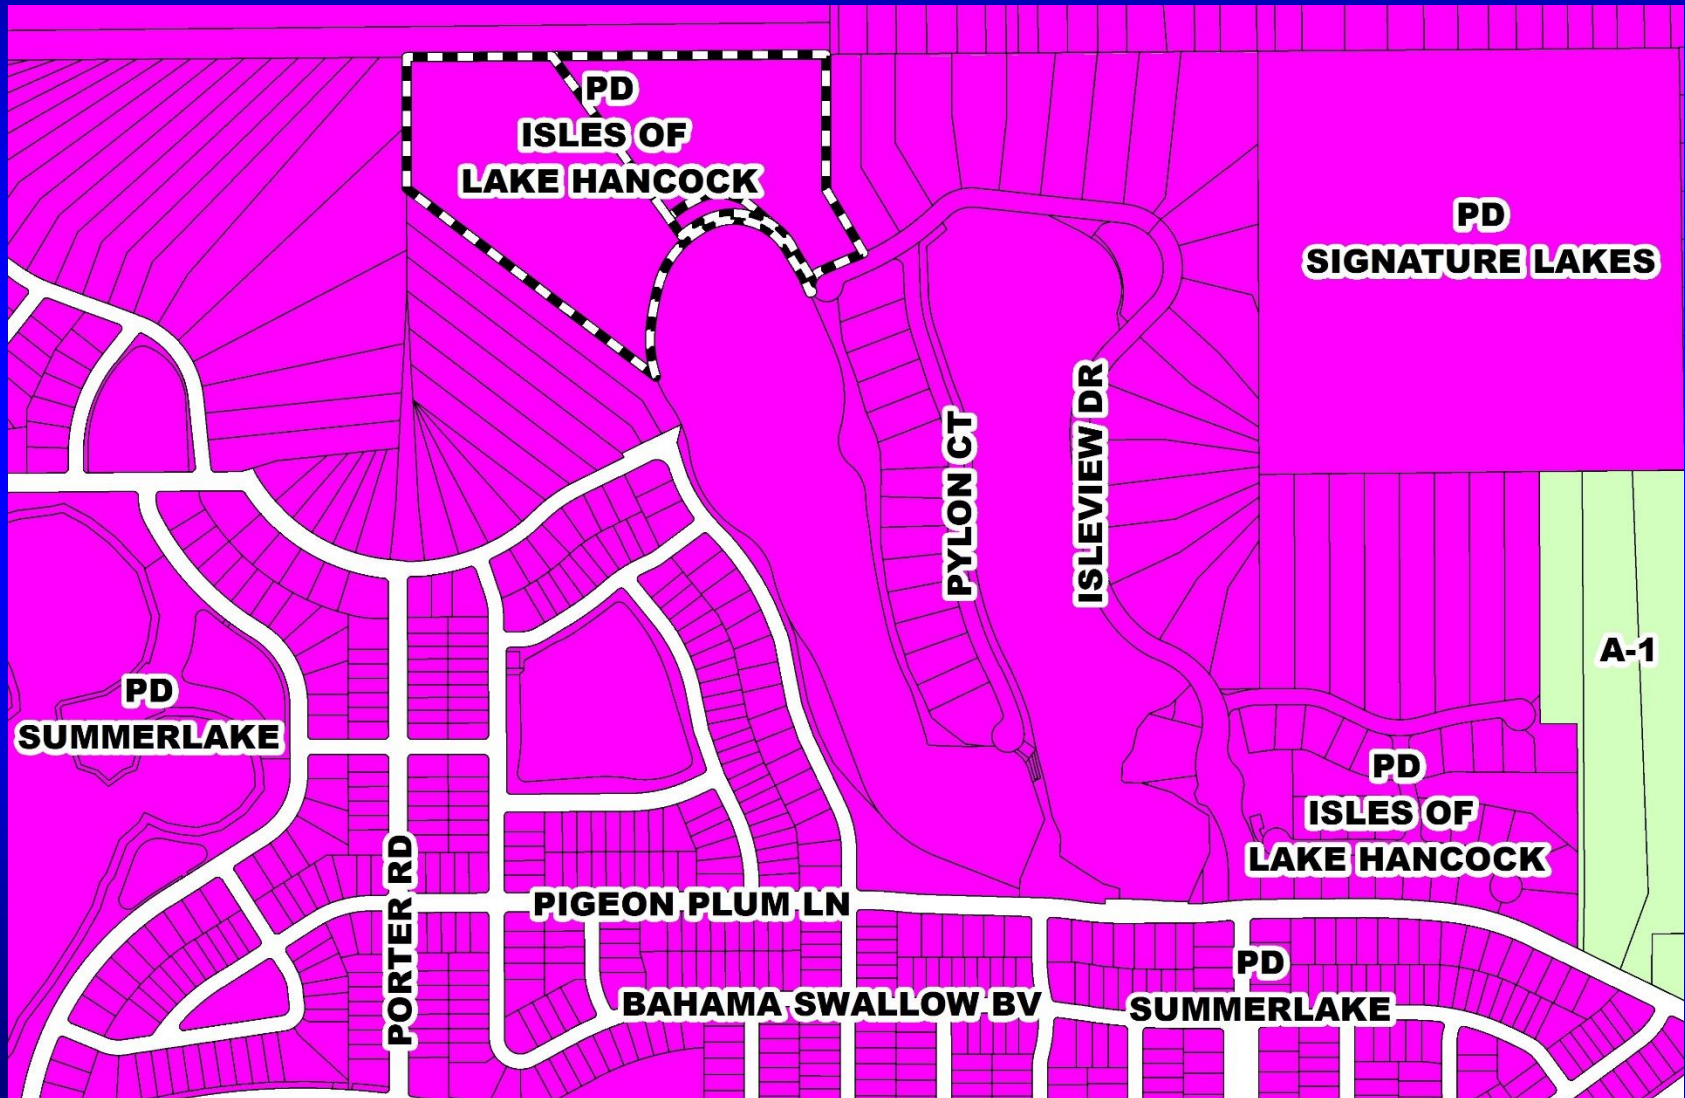 PD
ISLES OF
LAKE HANCOCK
PD
SIGNATURE LAKES
PYLON CT
ISLEVIEW DR
A-1
PD
SUMMERLAKE
PD
ISLES OF
LAKE HANCOCK
PORTER RD
PIGEON PLUM LN
PD
SUMMERLAKE
BAHAMA SWALLOW BV